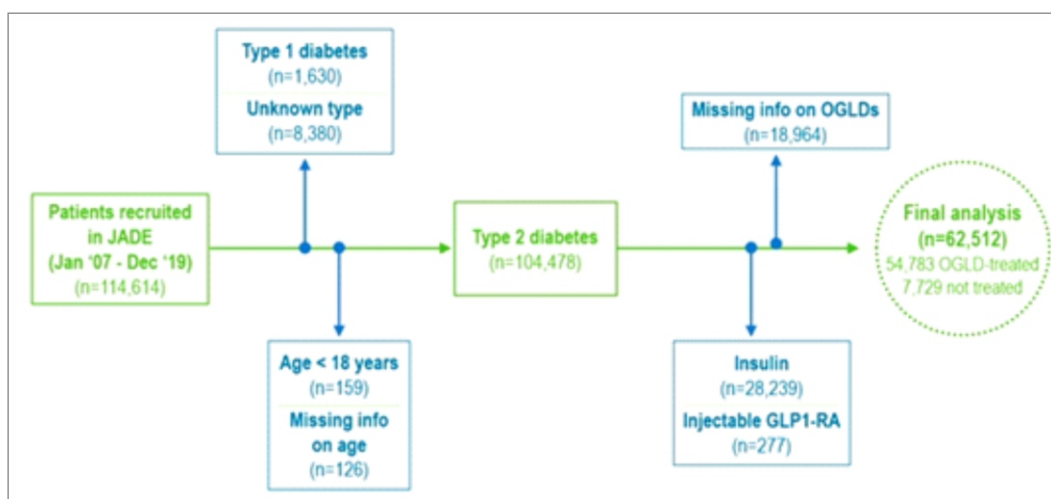 Type 1 diabetes
(n=1,630)
Unknown type
(n=8,380)
Missing info on OGLDs
(n=18,964)
Patients recruited
in JADE
(Jan ‘07 - Dec ‘19)
(n=114,614)
Type 2 diabetes
(n=104,478)
Final analysis
(n=62,512)
54,783 OGLD-treated
7,729 not treated
Age < 18 years
(n=159)
Missing info
on age
(n=126)
Insulin
(n=28,239)
Injectable GLP1-RA
(n=277)